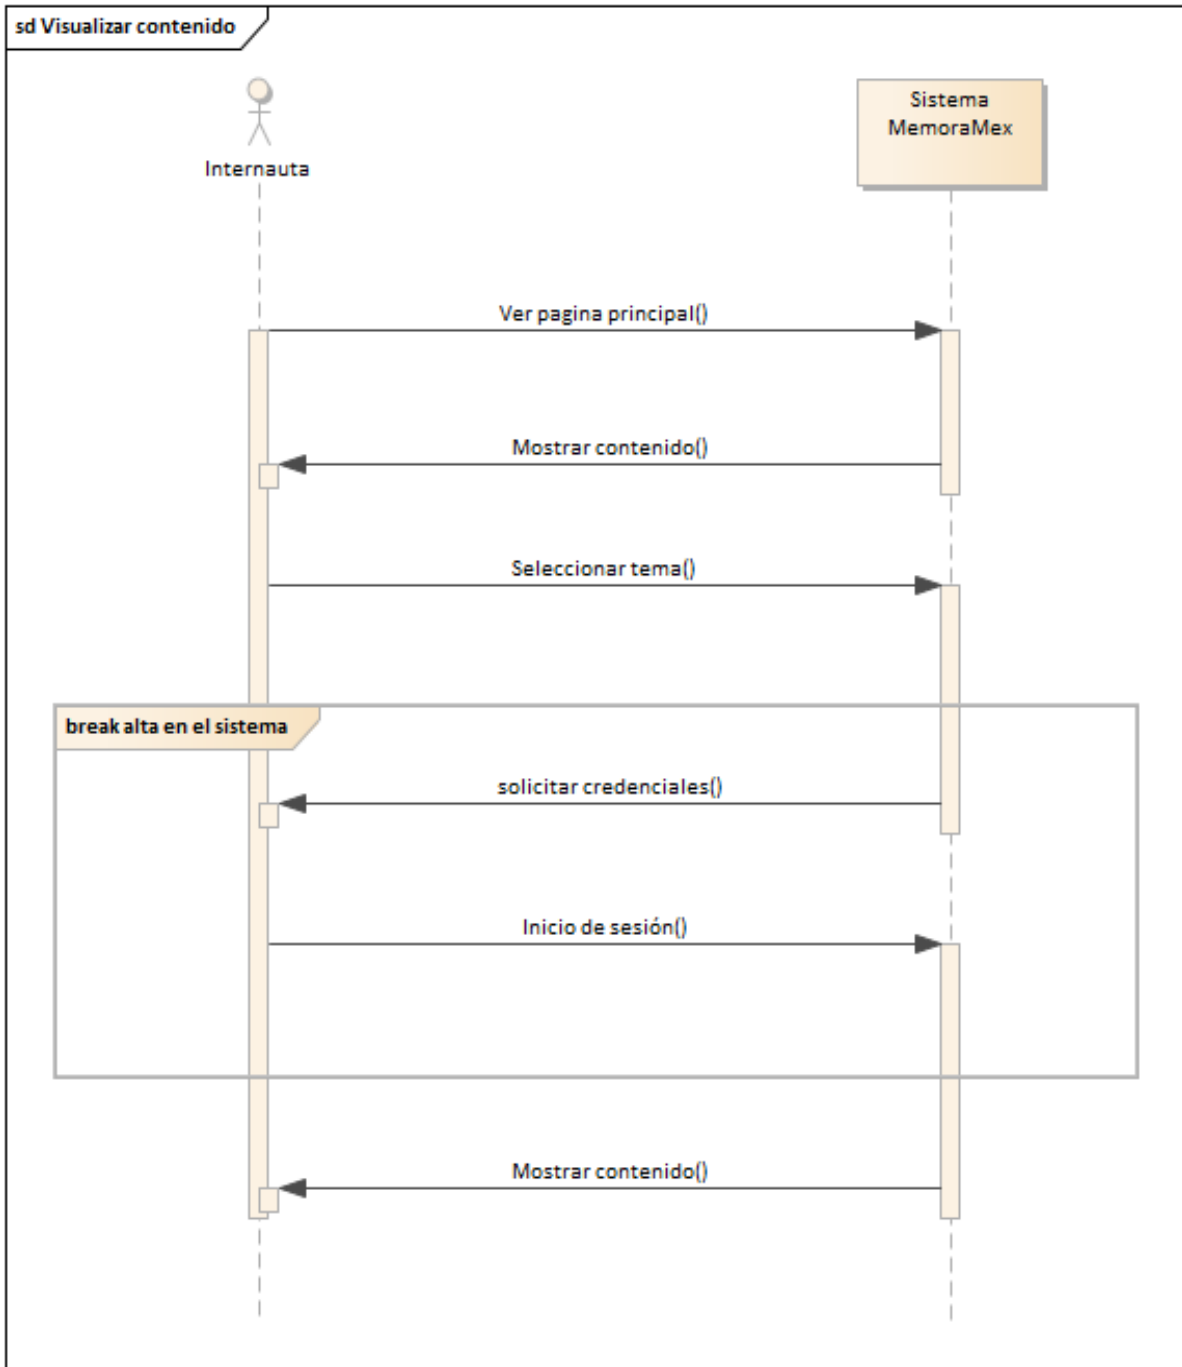 sd Visualizar contenido
Internauta
Sistema
MemoraMex
Ver pagina principal()
Mostrar contenido()
Seleccionar tema()
break alta en el sistema
solicitar credenciales()
Inicio de sesión()
Mostrar contenido()